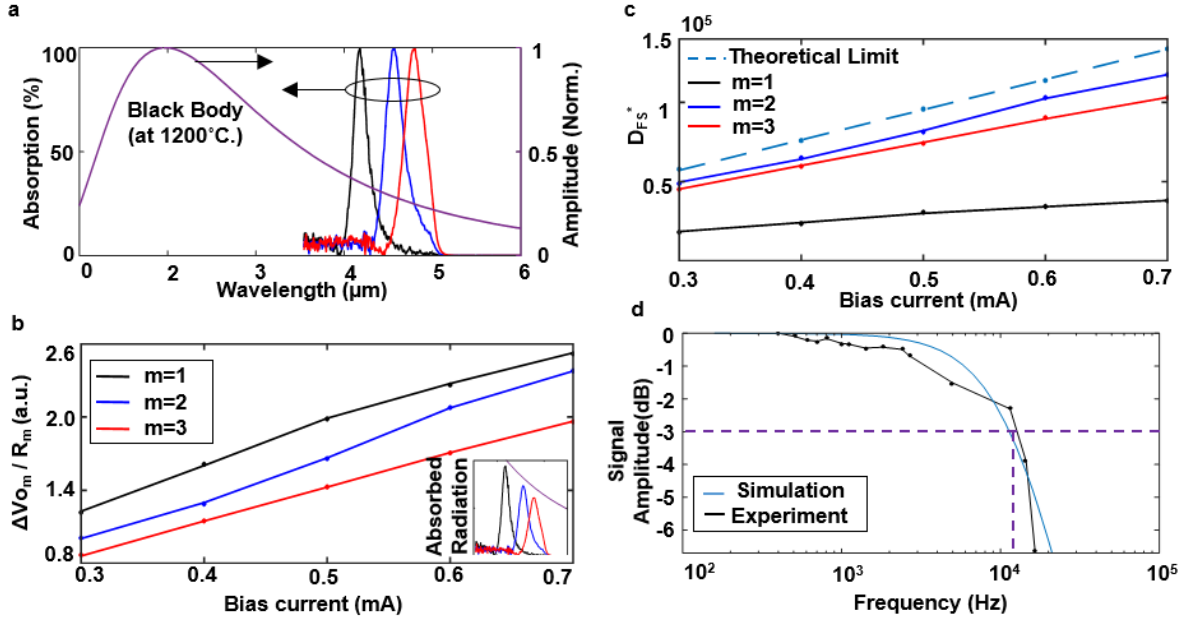 a
100
50
0
Absorption (%)
Black Body
(at 1200°C.)
1
0.5
0
Amplitude (Norm.)
0 2 3 4 5 6
Wavelength (µm)
b
2.6
2.0
1.4
0.8
ΔVo_m / R_m (a.u.)
m=1
m=2
m=3
Absorbed
Radiation
0.3 0.4 0.5 0.6 0.7
Bias current (mA)
c
10^5
1.5
1
0.5
D_FS^*
Theoretical Limit
m=1
m=2
m=3
0.3 0.4 0.5 0.6 0.7
Bias current (mA)
d
0
-1
-2
-3
-4
-5
-6
Signal
Amplitude(dB)
Simulation
Experiment
10^2 10^3 10^4 10^5
Frequency (Hz)